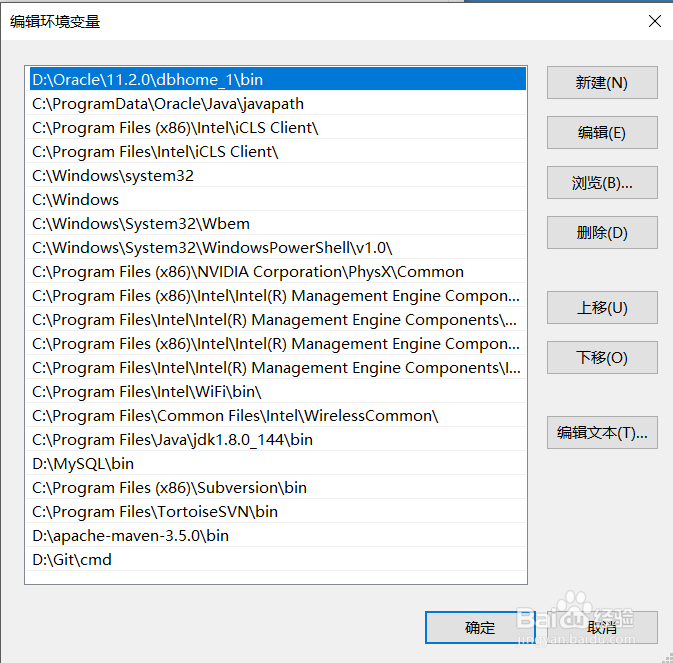 编辑环境变量
D:\Oracle\11.2.0\dbhome_1\bin
新建(N)
C:\ProgramData\Oracle\Java\javapath
C:\Program Files (x86)\Intel\iCLS Client\
编辑(E)
C:\Program Files\Intel\iCLS Client\
C:\Windows\system32
浏览(B)...
C:\Windows
C:\Windows\System32\Wbem
删除(D)
C:\Windows\System32\WindowsPowerShell\v1.0\
C:\Program Files (x86)\NVIDIA Corporation\PhysX\Common
C:\Program Files (x86)\Intel\Intel(R) Management Engine Compon...
上移(U)
C:\Program Files\Intel\Intel(R) Management Engine Components\...
C:\Program Files (x86)\Intel\Intel(R) Management Engine Compon...
下移(O)
C:\Program Files\Intel\Intel(R) Management Engine Components\I...
C:\Program Files\Intel\WiFi\bin\
C:\Program Files\Common Files\Intel\WirelessCommon\
编辑文本(T)...
C:\Program Files\Java\jdk1.8.0_144\bin
D:\MySQL\bin
C:\Program Files (x86)\Subversion\bin
C:\Program Files\TortoiseSVN\bin
D:\apache-maven-3.5.0\bin
D:\Git\cmd
确定
取消
Baidu经验
jingyan.baidu.com